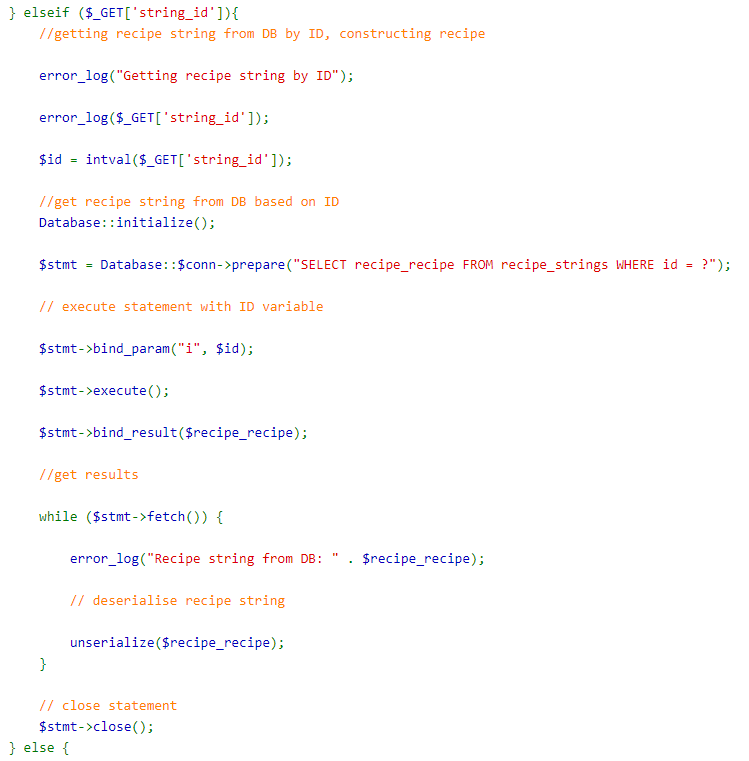 } elseif ($_GET['string_id']){
//getting recipe string from DB by ID, constructing recipe
error_log("Getting recipe string by ID");
error_log($_GET['string_id']);
$id = intval($_GET['string_id']);
//get recipe string from DB based on ID
Database::initialize();
$stmt = Database::$conn->prepare("SELECT recipe_recipe FROM recipe_strings WHERE id = ?");
// execute statement with ID variable
$stmt->bind_param("i", $id);
$stmt->execute();
$stmt->bind_result($recipe_recipe);
//get results
while ($stmt->fetch()) {
error_log("Recipe string from DB: " . $recipe_recipe);
// deserialise recipe string
unserialize($recipe_recipe);
}
// close statement
$stmt->close();
} else {